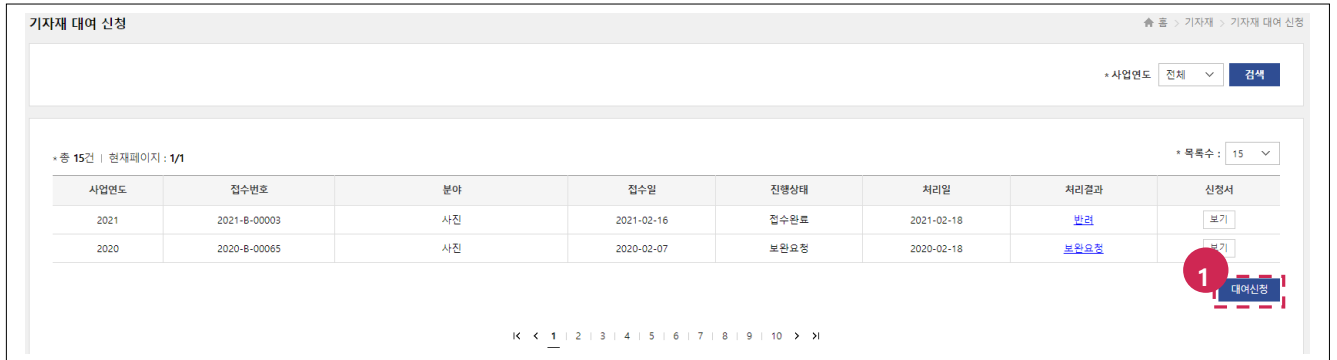 기자재 대여 신청
홈 > 기자재 > 기자재 대여 신청
* 사업연도 전체 검색
* 총 15건 | 현재페이지 : 1/1
* 목록수 : 15
사업연도 접수번호 분야 접수일 진행상태 처리일 처리결과 신청서
2021 2021-B-00003 사진 2021-02-16 접수완료 2021-02-18 반려 보기
2020 2020-B-00065 사진 2020-02-07 보완요청 2020-02-18 보완요청 보기
1
대여신청
1 | 2 | 3 | 4 | 5 | 6 | 7 | 8 | 9 | 10